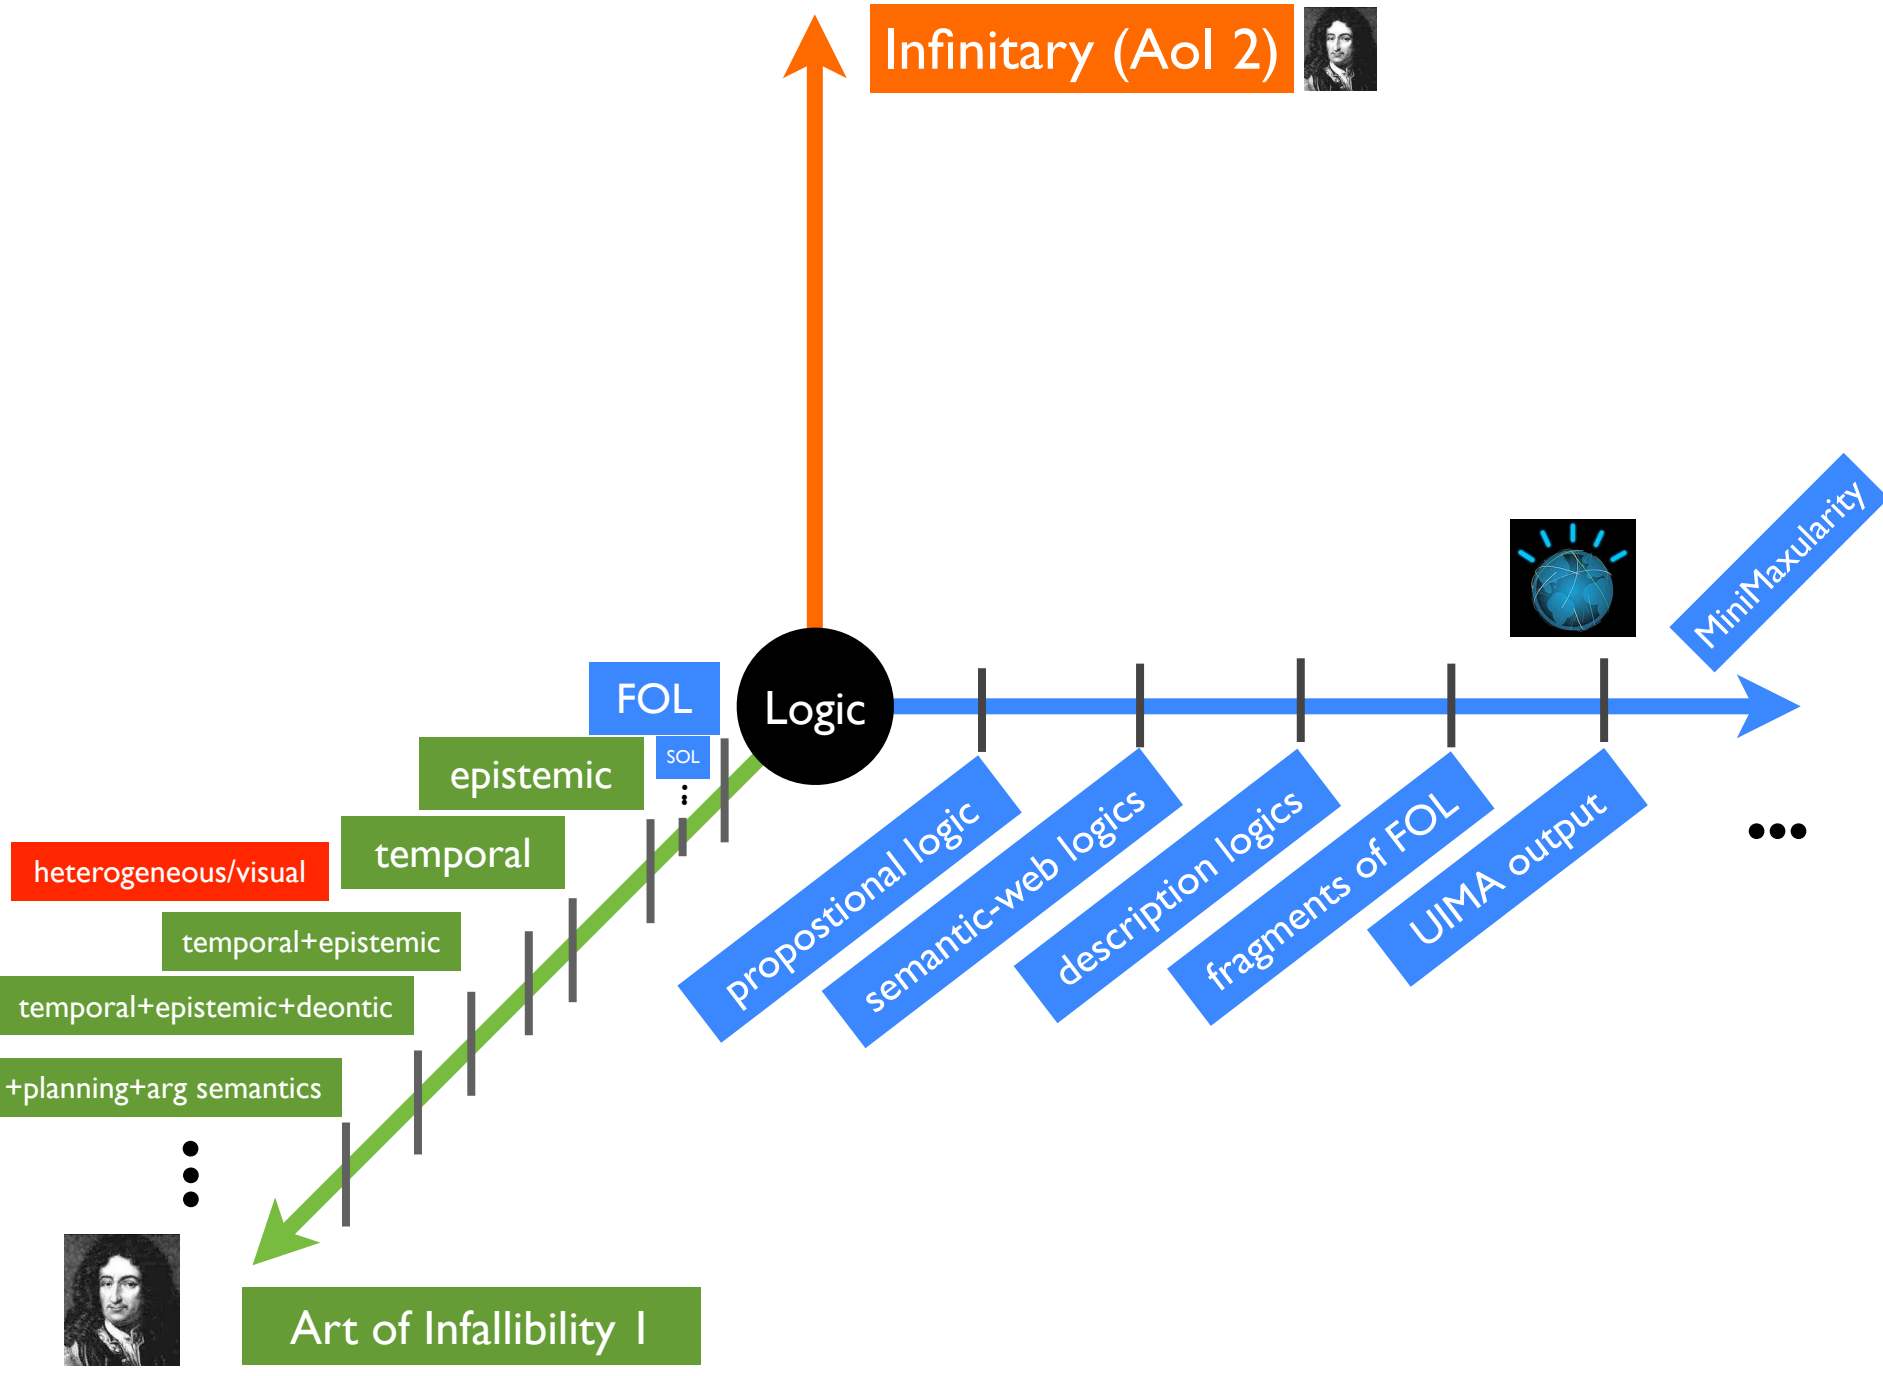 Infinitary (AoI 2)
MiniMaxularity
FOL
Logic
SOL
epistemic
temporal
heterogeneous/visual
temporal+epistemic
temporal+epistemic+deontic
+planning+arg semantics
propostional logic
semantic-web logics
description logics
fragments of FOL
UIMA output
Art of Infallibility 1